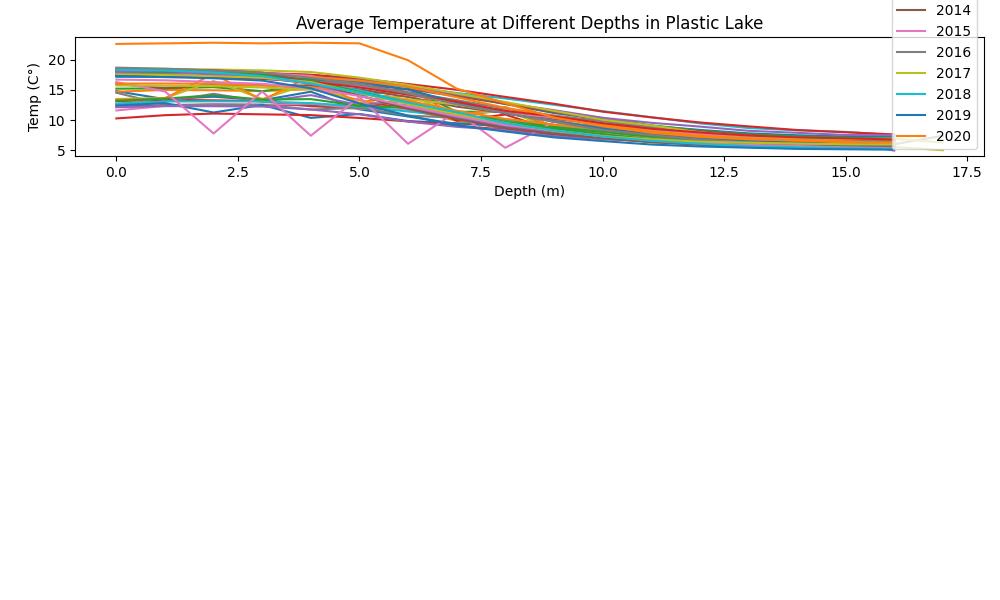 2014
Average Temperature at Different Depths in Plastic Lake
2015
2016
2017
2018
2019
2020
20
15
10
5
Temp (C°)
0.0 2.5 5.0 7.5 10.0 12.5 15.0 17.5
Depth (m)